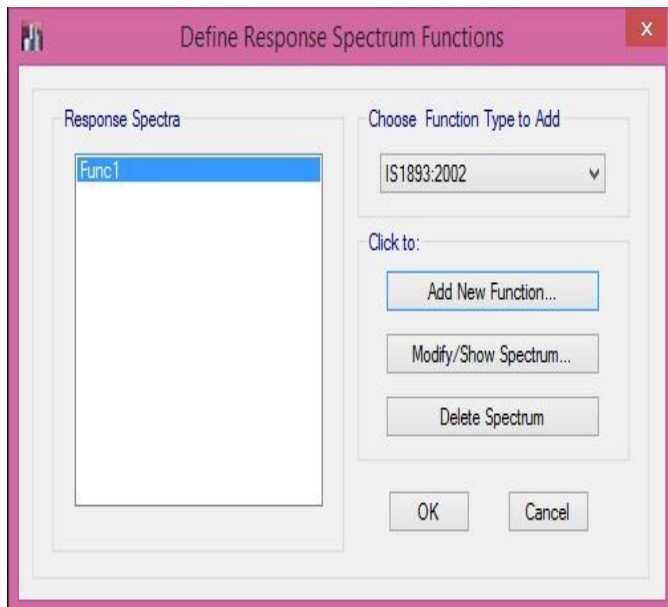 Define Response Spectrum Functions
x
Response Spectra
Func1
Choose Function Type to Add
IS1893:2002
Click to:
Add New Function...
Modify/Show Spectrum...
Delete Spectrum
OK
Cancel